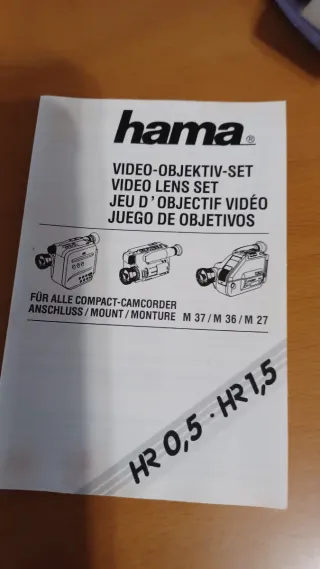 hama®
VIDEO-OBJEKTIV-SET
VIDEO LENS SET
JEU D'OBJECTIF VIDÉO
JUEGO DE OBJETIVOS
FÜR ALLE COMPACT-CAMCORDER
ANSCHLUSS / MOUNT / MONTURE M 37 / M 36 / M 27
HR 0,5 · HR 1,5